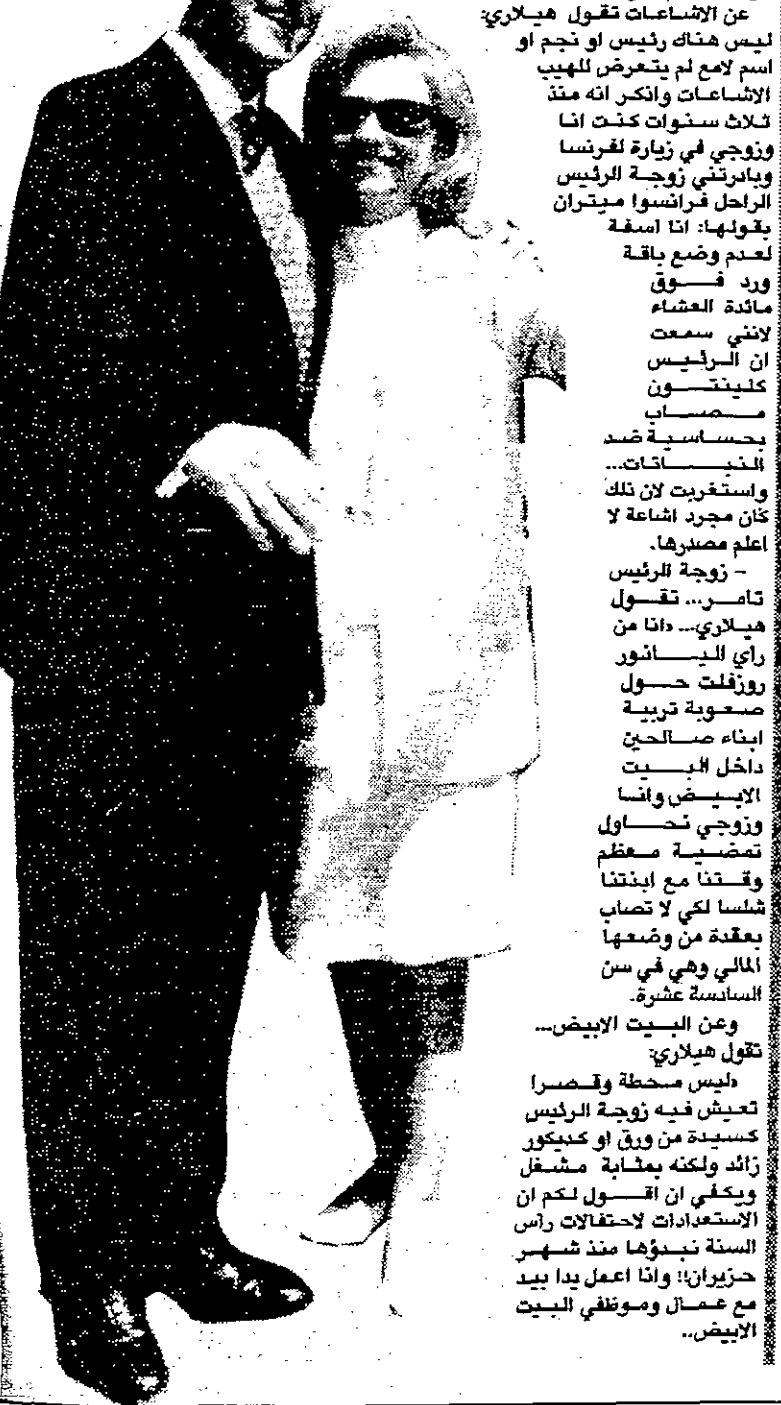 عن الاشاعات تقول هيلاري:
ليس هناك رئيس او نجم او
اسم لامع لم يتعرض للهيب
الاشاعات واذكر انه منذ
ثلاث سنوات كنت انا
وزوجي في زيارة لفرنسا
وبادرتني زوجة الرئيس
الراحل فرانسوا ميتران
بقولها: انا اسفة
لعدم وضع باقة
ورد فوق
مائدة العشاء
لانني سمعت
ان الرئيس
كلينتون
مصاب
بحساسية ضد
النباتات...
واستغربت لان ذلك
كان مجرد اشاعة لا
اعلم مصدرها.
- زوجة الرئيس
تامر... تقول
هيلاري... «انا من
راي اليانور
روزفلت حول
صعوبة تربية
ابناء صالحين
داخل البيت
الابيض وانا
وزوجي نحاول
تمضية معظم
وقتنا مع ابنتنا
شلسا لكي لا تصاب
بعقدة من وضعها
المالي وهي في سن
السادسة عشرة.
وعن البيت الابيض...
تقول هيلاري:
«ليس محطة وقصرا
تعيش فيه زوجة الرئيس
كسيدة من ورق او كديكور
زائد ولكنه بمثابة مشغل
ويكفي ان اقول لكم ان
الاستعدادات لاحتفالات راس
السنة نبدؤها منذ شهر
حزيران!! وانا اعمل يدا بيد
مع عمال وموظفي البيت
الابيض..